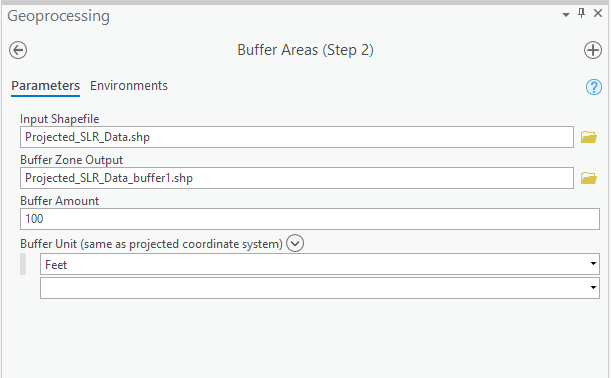 Geoprocessing
Buffer Areas (Step 2)
Parameters Environments
?
Input Shapefile
Projected_SLR_Data.shp
Buffer Zone Output
Projected_SLR_Data_buffer1.shp
Buffer Amount
100
Buffer Unit (same as projected coordinate system)
Feet